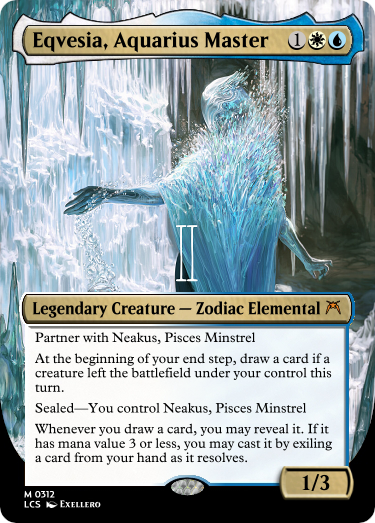 Eqvesia, Aquarius Master 1
II
Legendary Creature — Zodiac Elemental
Partner with Neakus, Pisces Minstrel
At the beginning of your end step, draw a card if a
creature left the battlefield under your control this
turn.
Sealed—You control Neakus, Pisces Minstrel
Whenever you draw a card, you may reveal it. If it
has mana value 3 or less, you may cast it by exiling
a card from your hand as it resolves.
1/3
M 0312
LCS Exellero